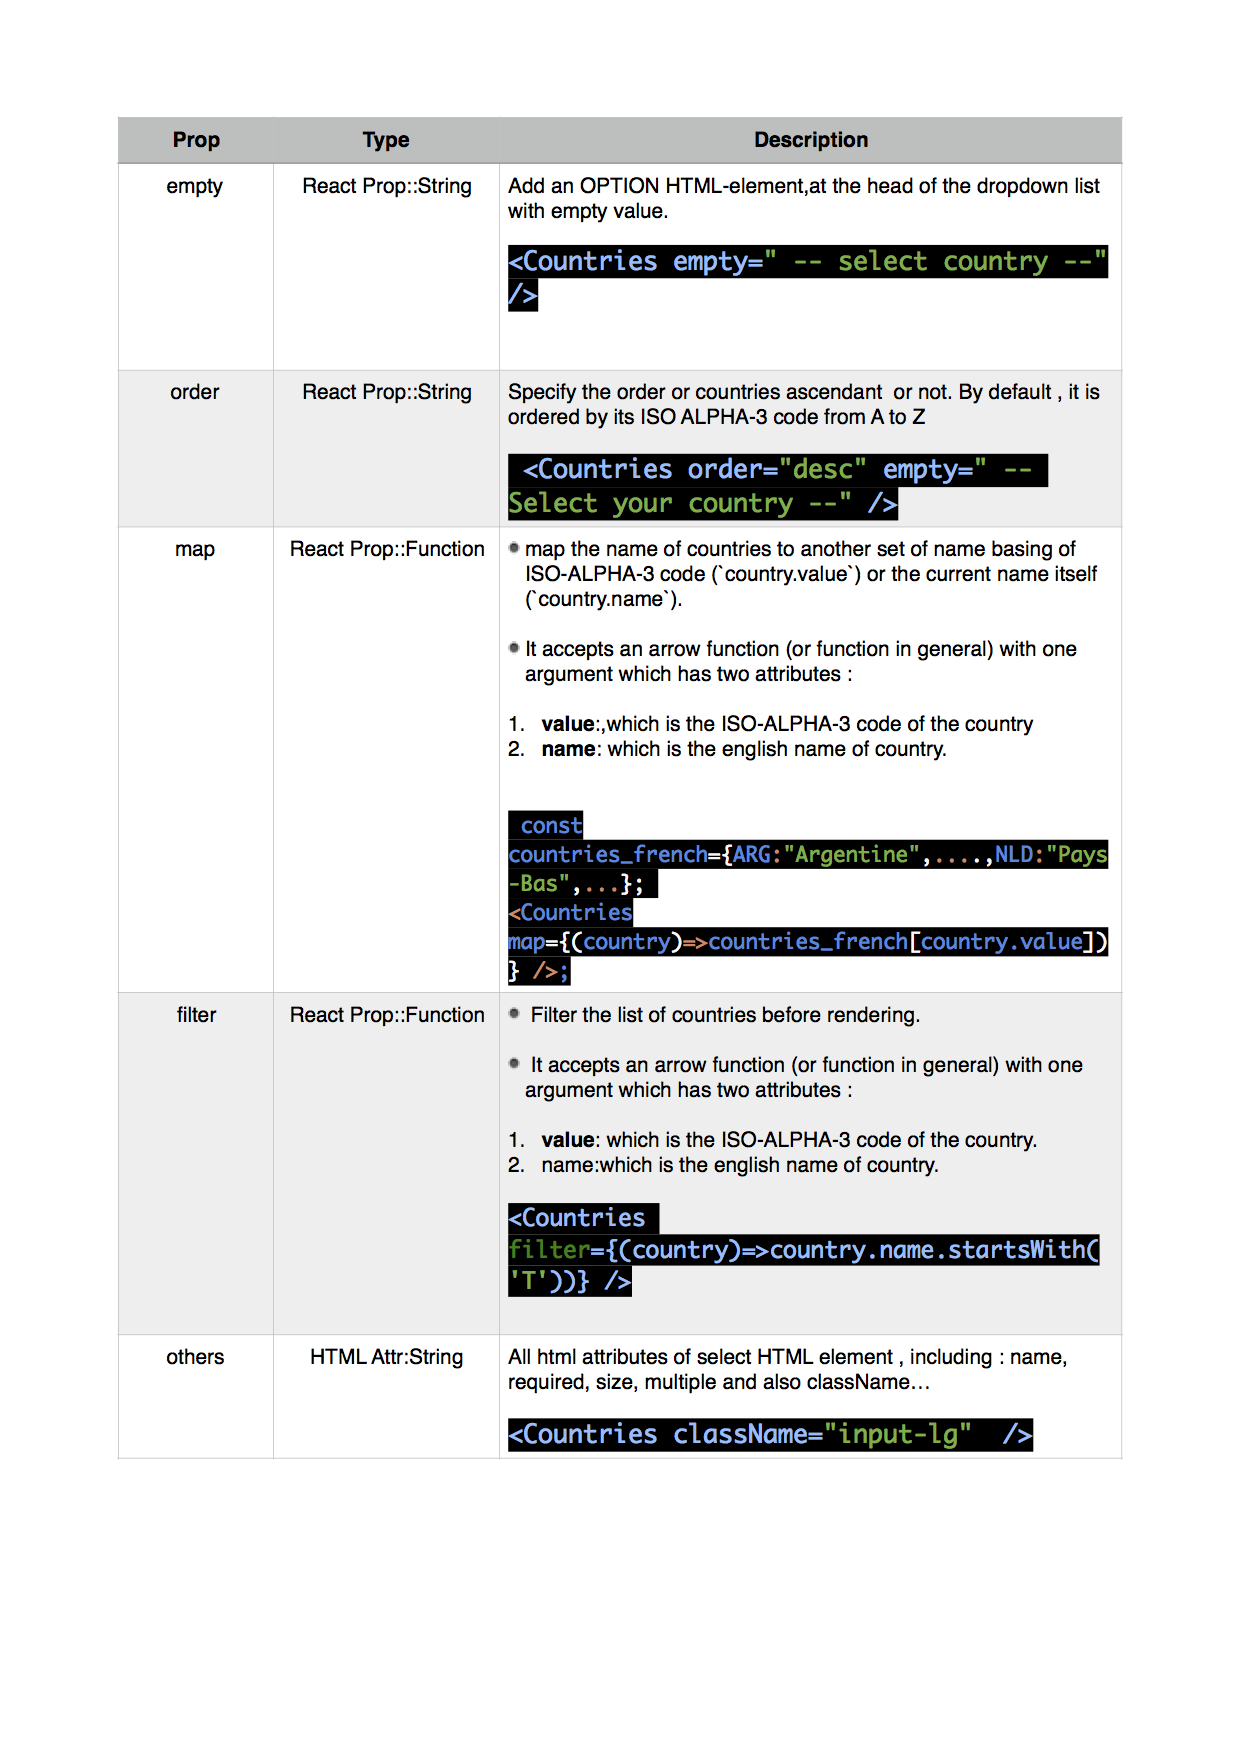 Prop Type Description
empty React Prop::String Add an OPTION HTML-element,at the head of the dropdown list
with empty value.
<Countries empty=" -- select country --"
/>
order React Prop::String Specify the order or countries ascendant  or not. By default , it is
ordered by its ISO ALPHA-3 code from A to Z
<Countries order="desc" empty=" --
Select your country --" />
map React Prop::Function map the name of countries to another set of name basing of
ISO-ALPHA-3 code (`country.value`) or the current name itself
(`country.name`).
It accepts an arrow function (or function in general) with one
argument which has two attributes :
1. value:,which is the ISO-ALPHA-3 code of the country
2. name: which is the english name of country.
const
countries_french={ARG:"Argentine",....,NLD:"Pays
-Bas",...};
<Countries
map={(country)=>countries_french[country.value])
} />;
filter React Prop::Function Filter the list of countries before rendering.
It accepts an arrow function (or function in general) with one
argument which has two attributes :
1. value: which is the ISO-ALPHA-3 code of the country.
2. name:which is the english name of country.
<Countries
filter={(country)=>country.name.startsWith(
'T'))} />
others HTML Attr:String All html attributes of select HTML element , including : name,
required, size, multiple and also className…
<Countries className="input-lg"  />